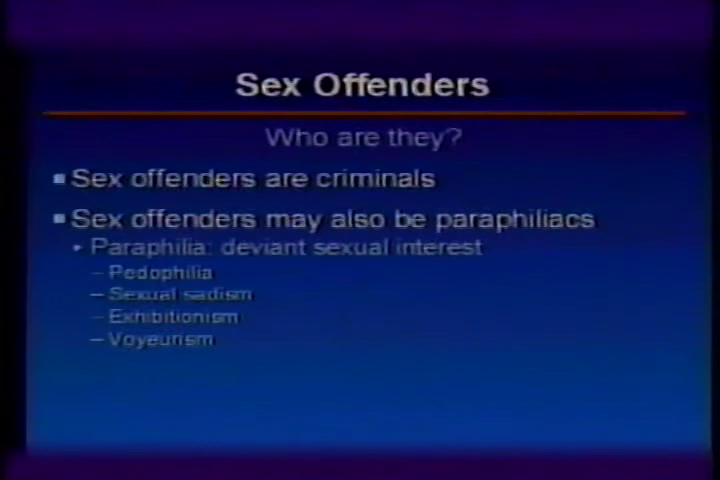 Sex Offenders
Who are they?
Sex offenders are criminals
Sex offenders may also be paraphiliacs
Paraphilia: deviant sexual interest
– Pedophilia
– Sexual sadism
– Exhibitionism
– Voyeurism